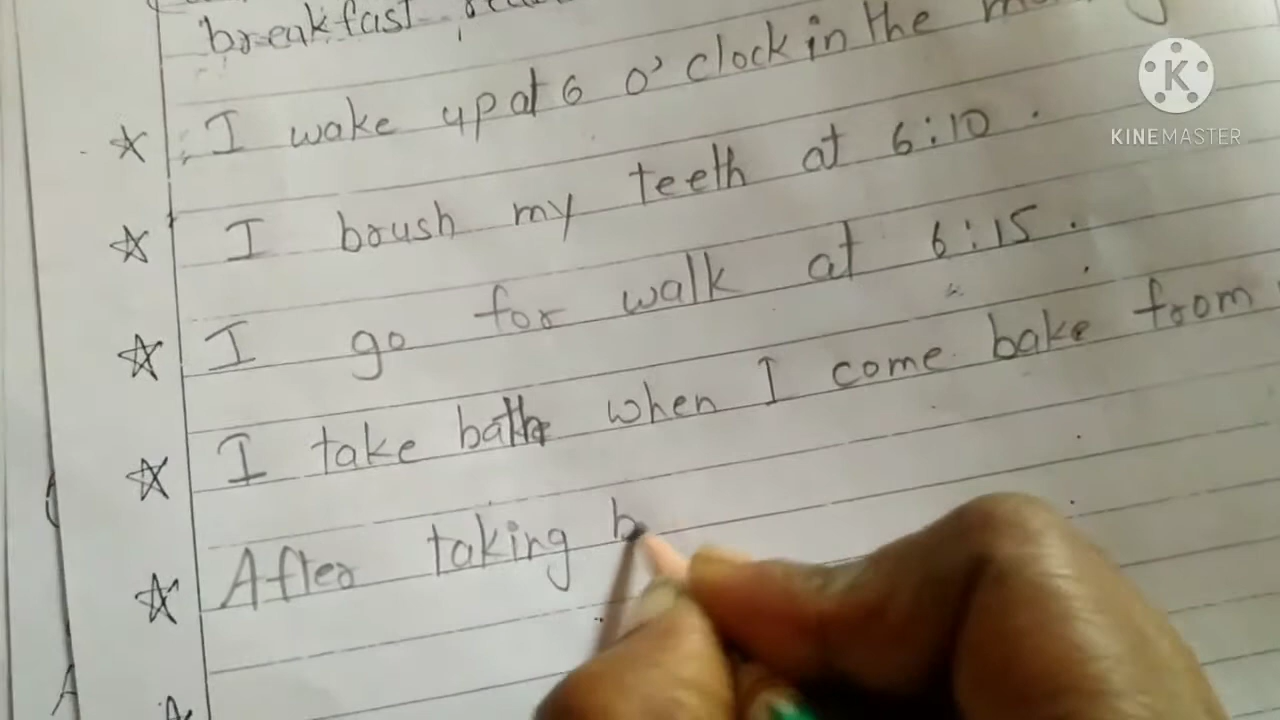 breakfast
☆ I wake up at 6 o'clock in the
☆ I brush my teeth at 6:10 .
☆ I go for walk at 6:15 .
☆ I take bath when I come bake from
☆ After taking b
K
KINEMASTER